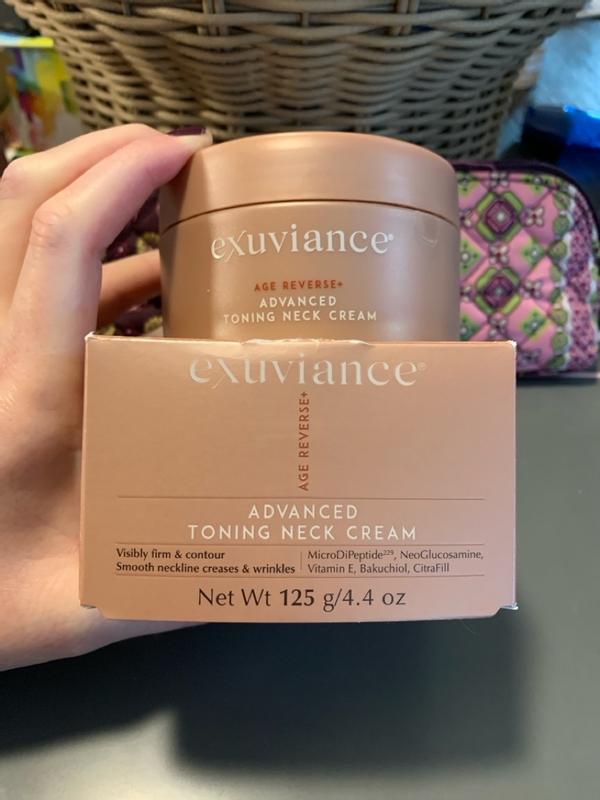 exuviance®
AGE REVERSE+
ADVANCED
TONING NECK CREAM
exuviance®
AGE REVERSE+
ADVANCED
TONING NECK CREAM
Visibly firm & contour
Smooth neckline creases & wrinkles
MicroDiPeptide²²⁹, NeoGlucosamine,
Vitamin E, Bakuchiol, CitraFill
Net Wt 125 g/4.4 oz